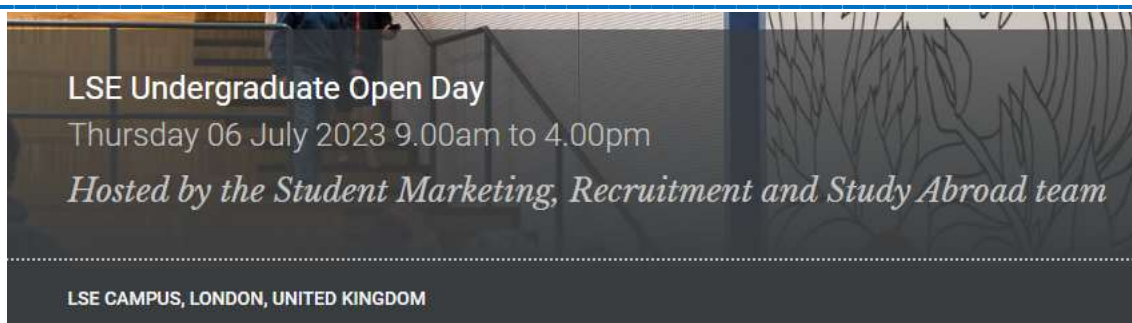 LSE Undergraduate Open Day
Thursday 06 July 2023 9.00am to 4.00pm
Hosted by the Student Marketing, Recruitment and Study Abroad team
LSE CAMPUS, LONDON, UNITED KINGDOM